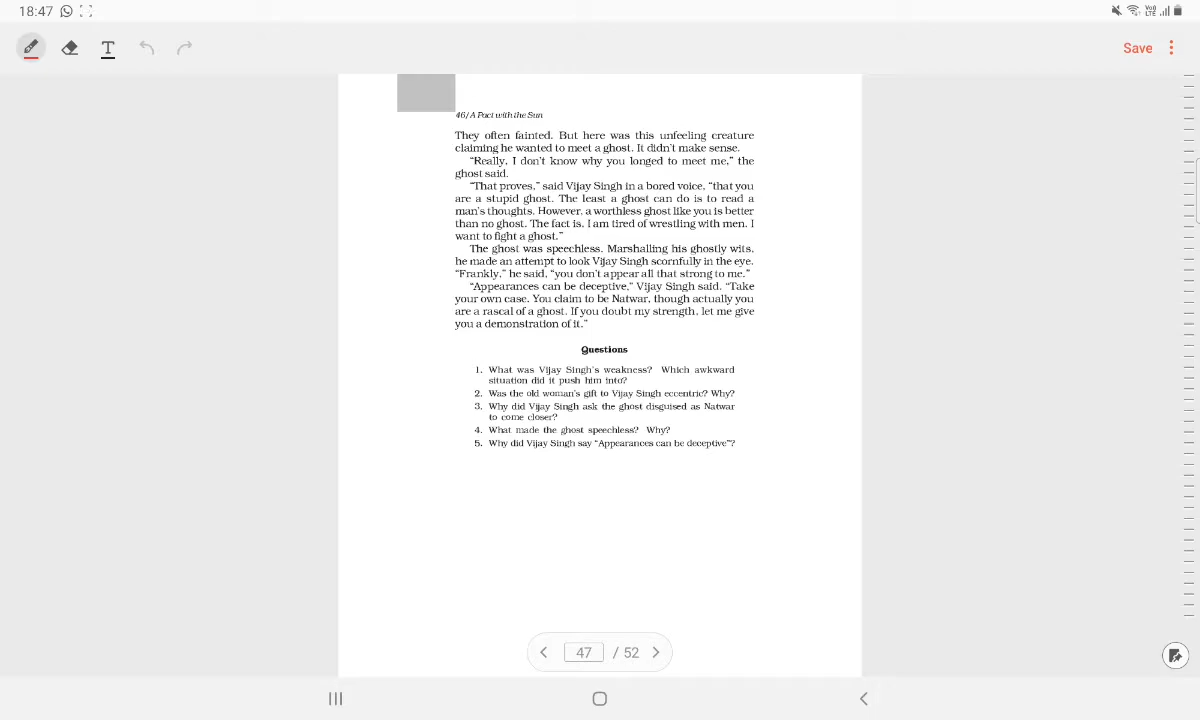 18:47
Vo))
LTE
T
Save
46/A Pact with the Sun
They often fainted. But here was this unfeeling creature
claiming he wanted to meet a ghost. It didn't make sense.
“Really, I don't know why you longed to meet me,” the
ghost said.
“That proves,” said Vijay Singh in a bored voice, “that you
are a stupid ghost. The least a ghost can do is to read a
man's thoughts. However, a worthless ghost like you is better
than no ghost. The fact is, I am tired of wrestling with men. I
want to fight a ghost.”
The ghost was speechless. Marshalling his ghostly wits,
he made an attempt to look Vijay Singh scornfully in the eye.
“Frankly,” he said, “you don't appear all that strong to me.”
“Appearances can be deceptive,” Vijay Singh said. “Take
your own case. You claim to be Natwar, though actually you
are a rascal of a ghost. If you doubt my strength, let me give
you a demonstration of it.”
Questions
1. What was Vijay Singh's weakness? Which awkward
situation did it push him into?
2. Was the old woman's gift to Vijay Singh eccentric? Why?
3. Why did Vijay Singh ask the ghost disguised as Natwar
to come closer?
4. What made the ghost speechless? Why?
5. Why did Vijay Singh say “Appearances can be deceptive”?
47 / 52